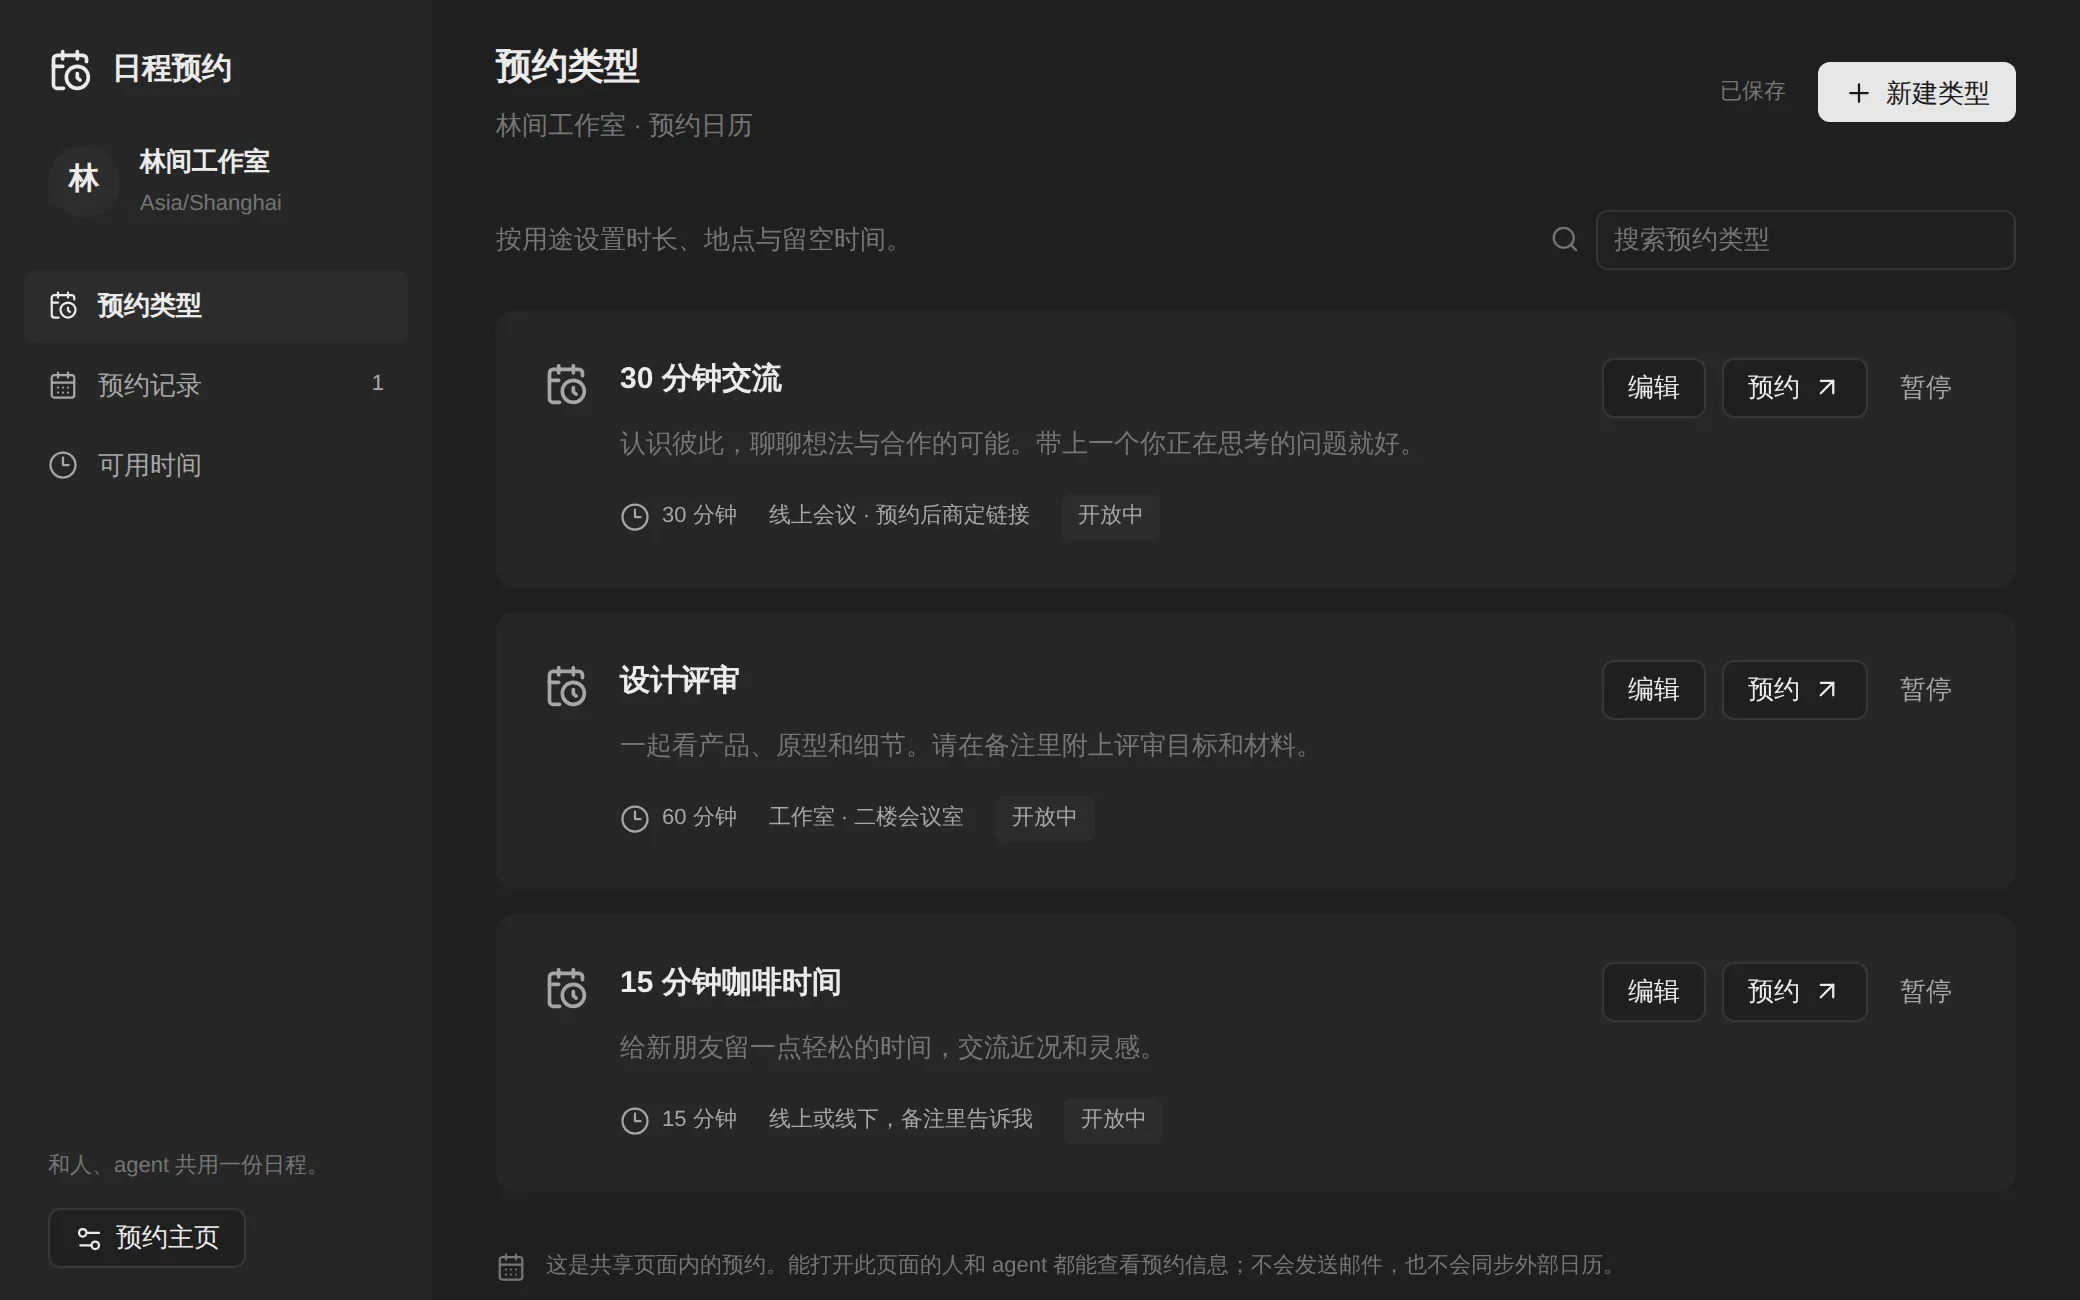 日程预约
林
林间工作室
Asia/Shanghai
预约类型
预约记录 1
可用时间
和人、agent 共用一份日程。
预约主页
预约类型
林间工作室 · 预约日历
已保存
新建类型
按用途设置时长、地点与留空时间。
搜索预约类型
30 分钟交流
编辑
预约
暂停
认识彼此，聊聊想法与合作的可能。带上一个你正在思考的问题就好。
30 分钟 线上会议 · 预约后商定链接 开放中
设计评审
编辑
预约
暂停
一起看产品、原型和细节。请在备注里附上评审目标和材料。
60 分钟 工作室 · 二楼会议室 开放中
15 分钟咖啡时间
编辑
预约
暂停
给新朋友留一点轻松的时间，交流近况和灵感。
15 分钟 线上或线下，备注里告诉我 开放中
这是共享页面内的预约。能打开此页面的人和 agent 都能查看预约信息；不会发送邮件，也不会同步外部日历。